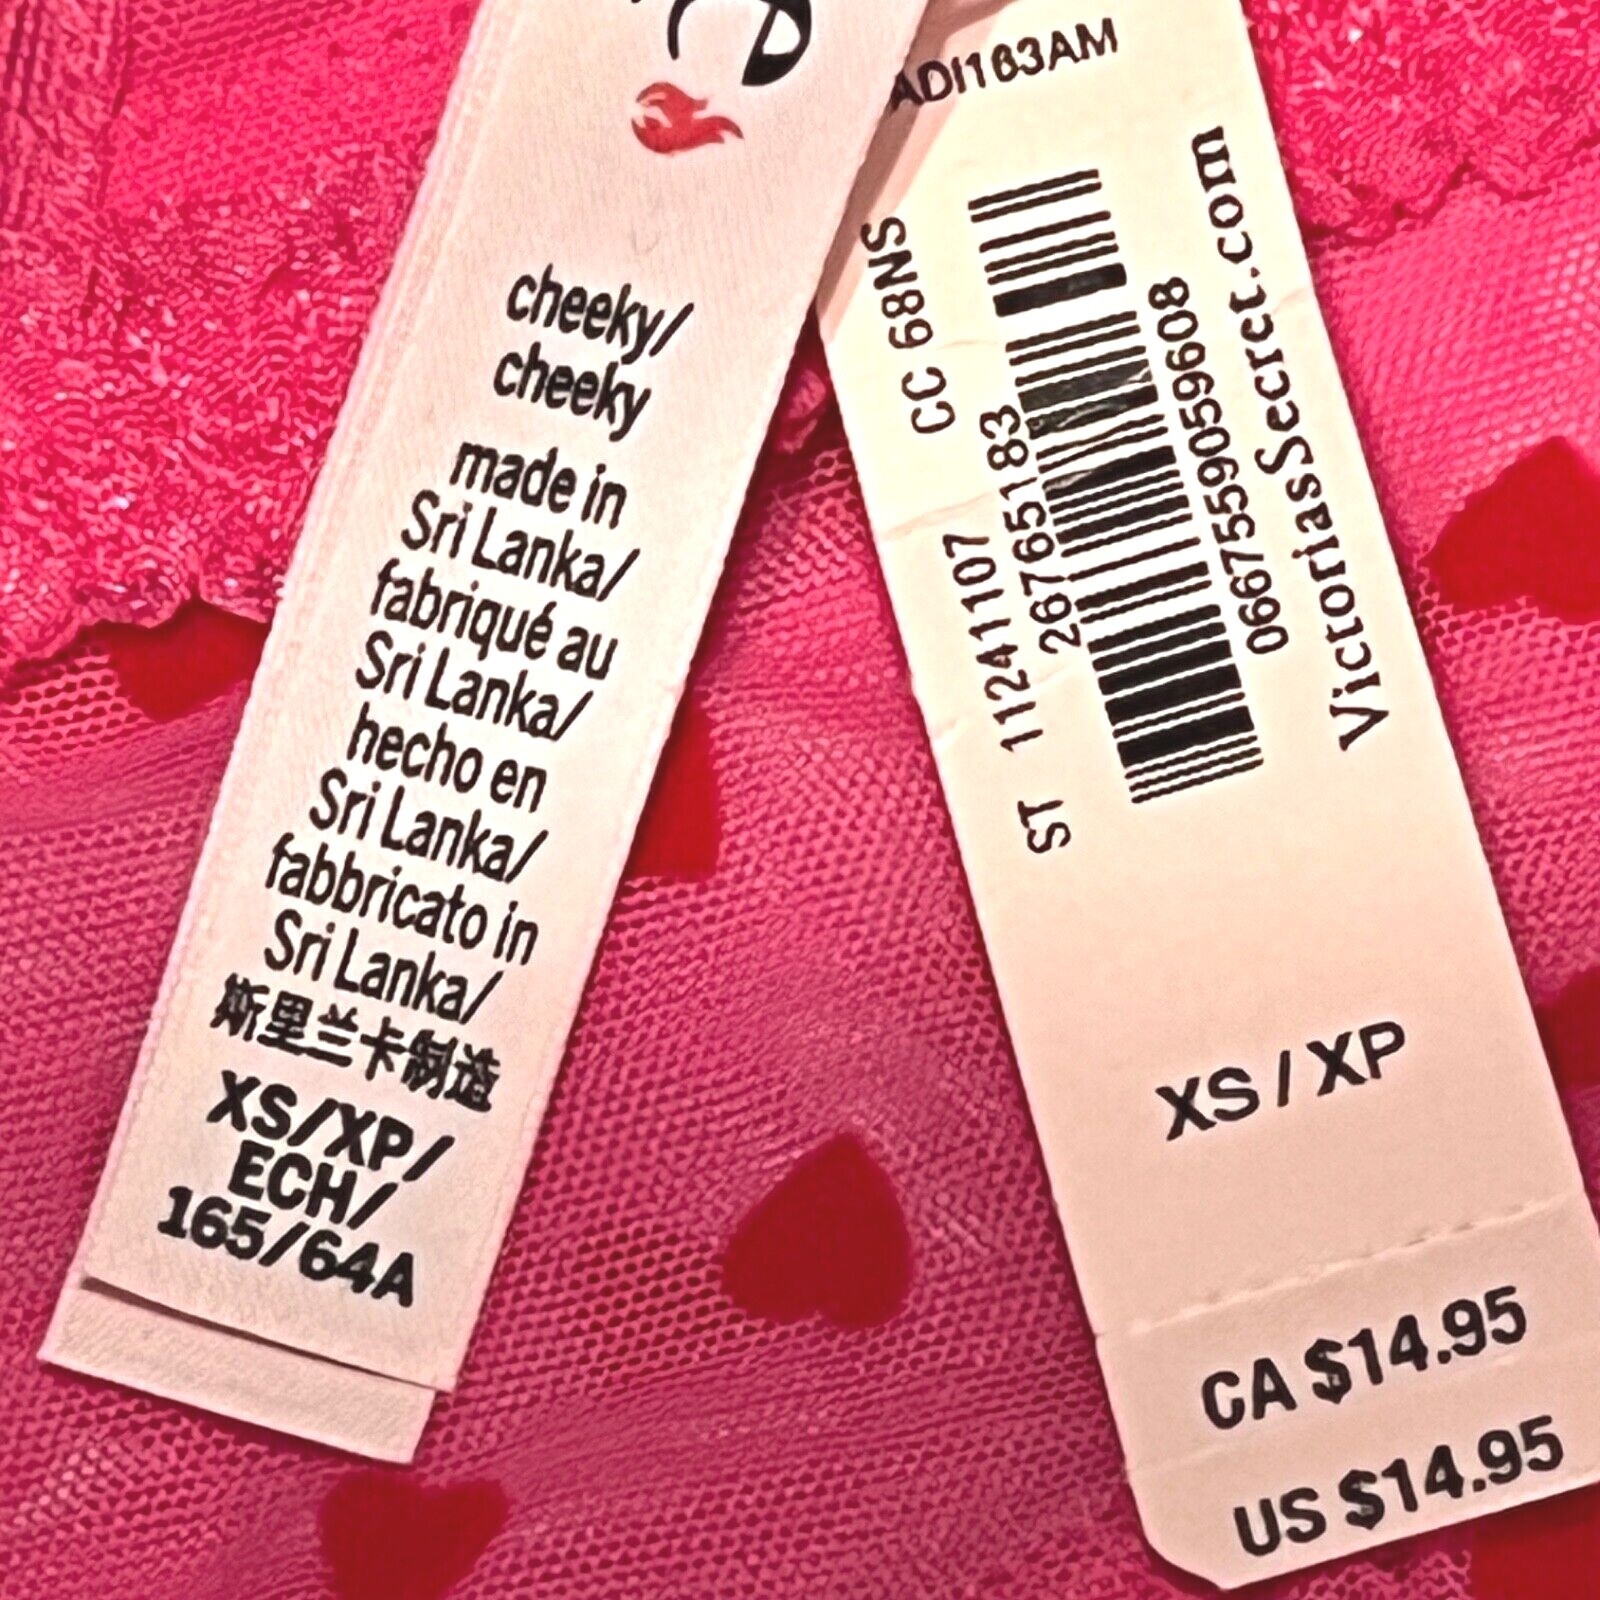 cheeky/
cheeky
made in
Sri Lanka/
fabriqué au
Sri Lanka/
hecho en
Sri Lanka/
fabbricato in
Sri Lanka/
斯里兰卡制造
XS/XP/
ECH/
165/64A
ADI163AM
CC 68NS
ST 11241107
26765183
0667559059608
VictoriasSecret.com
XS / XP
CA $14.95
US $14.95